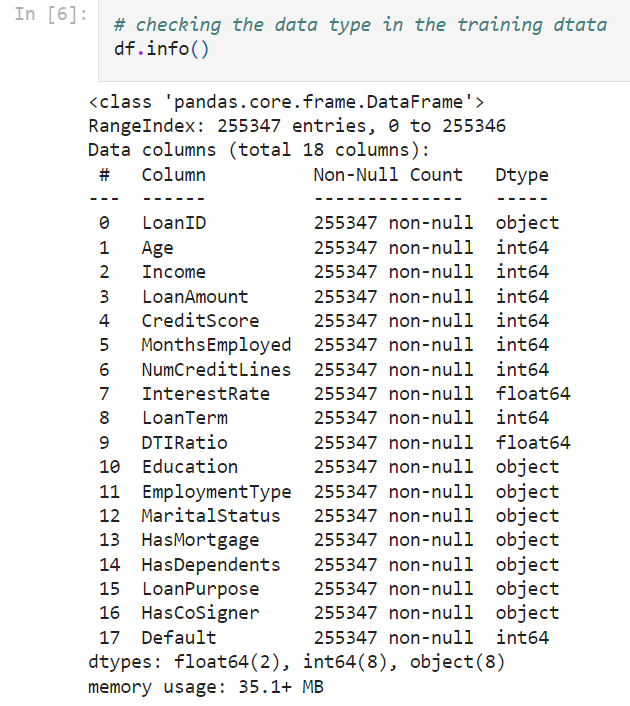 In [6]:
# checking the data type in the training dtata
df.info()
<class 'pandas.core.frame.DataFrame'>
RangeIndex: 255347 entries, 0 to 255346
Data columns (total 18 columns):
 #   Column          Non-Null Count   Dtype
---  ------          --------------   -----
 0   LoanID          255347 non-null  object
 1   Age             255347 non-null  int64
 2   Income          255347 non-null  int64
 3   LoanAmount      255347 non-null  int64
 4   CreditScore     255347 non-null  int64
 5   MonthsEmployed  255347 non-null  int64
 6   NumCreditLines  255347 non-null  int64
 7   InterestRate    255347 non-null  float64
 8   LoanTerm        255347 non-null  int64
 9   DTIRatio        255347 non-null  float64
 10  Education       255347 non-null  object
 11  EmploymentType  255347 non-null  object
 12  MaritalStatus   255347 non-null  object
 13  HasMortgage     255347 non-null  object
 14  HasDependents   255347 non-null  object
 15  LoanPurpose     255347 non-null  object
 16  HasCoSigner     255347 non-null  object
 17  Default         255347 non-null  int64
dtypes: float64(2), int64(8), object(8)
memory usage: 35.1+ MB